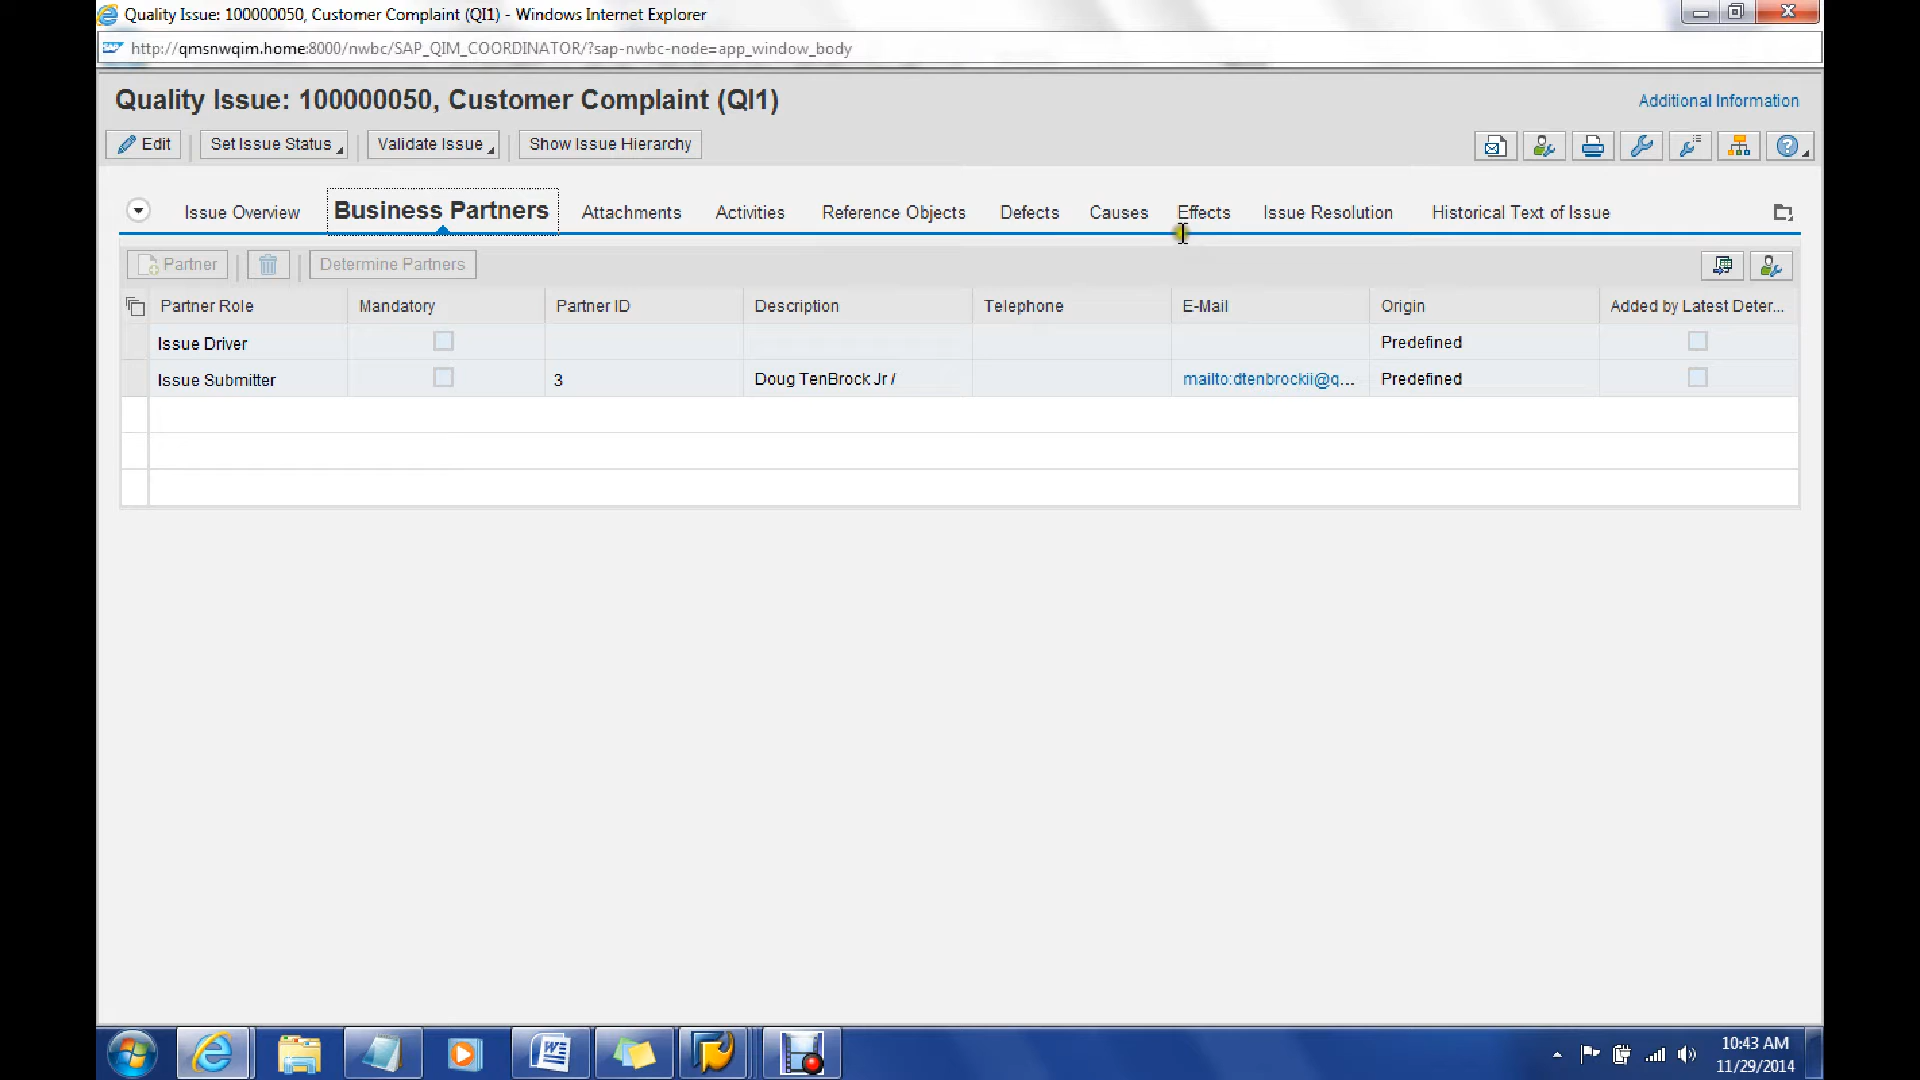 Quality Issue: 100000050, Customer Complaint (QI1) - Windows Internet Explorer
http://qmsnwqim.home:8000/nwbc/SAP_QIM_COORDINATOR/?sap-nwbc-node=app_window_body
Quality Issue: 100000050, Customer Complaint (QI1)
Additional Information
Edit Set Issue Status Validate Issue Show Issue Hierarchy
Issue Overview Business Partners Attachments Activities Reference Objects Defects Causes Effects Issue Resolution Historical Text of Issue
Partner Determine Partners
Partner Role Mandatory Partner ID Description Telephone E-Mail Origin Added by Latest Deter...
Issue Driver Predefined
Issue Submitter 3 Doug TenBrock Jr / mailto:dtenbrockii@q... Predefined
10:43 AM
11/29/2014